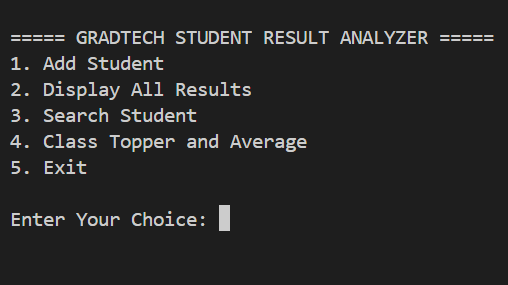 ===== GRADTECH STUDENT RESULT ANALYZER =====
1. Add Student
2. Display All Results
3. Search Student
4. Class Topper and Average
5. Exit
Enter Your Choice: